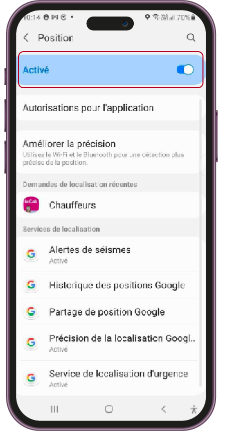 10:14
70%
Position
Activé
Autorisations pour l'application
Améliorer la précision
Utilisez le Wi-Fi et le Bluetooth pour une détection plus
précise de la position.
Demandes de localisation récentes
Chauffeurs
Services de localisation
Alertes de séismes
Activé
Historique des positions Google
Partage de position Google
Précision de la localisation Googl..
Activé
Service de localisation d'urgence
Activé